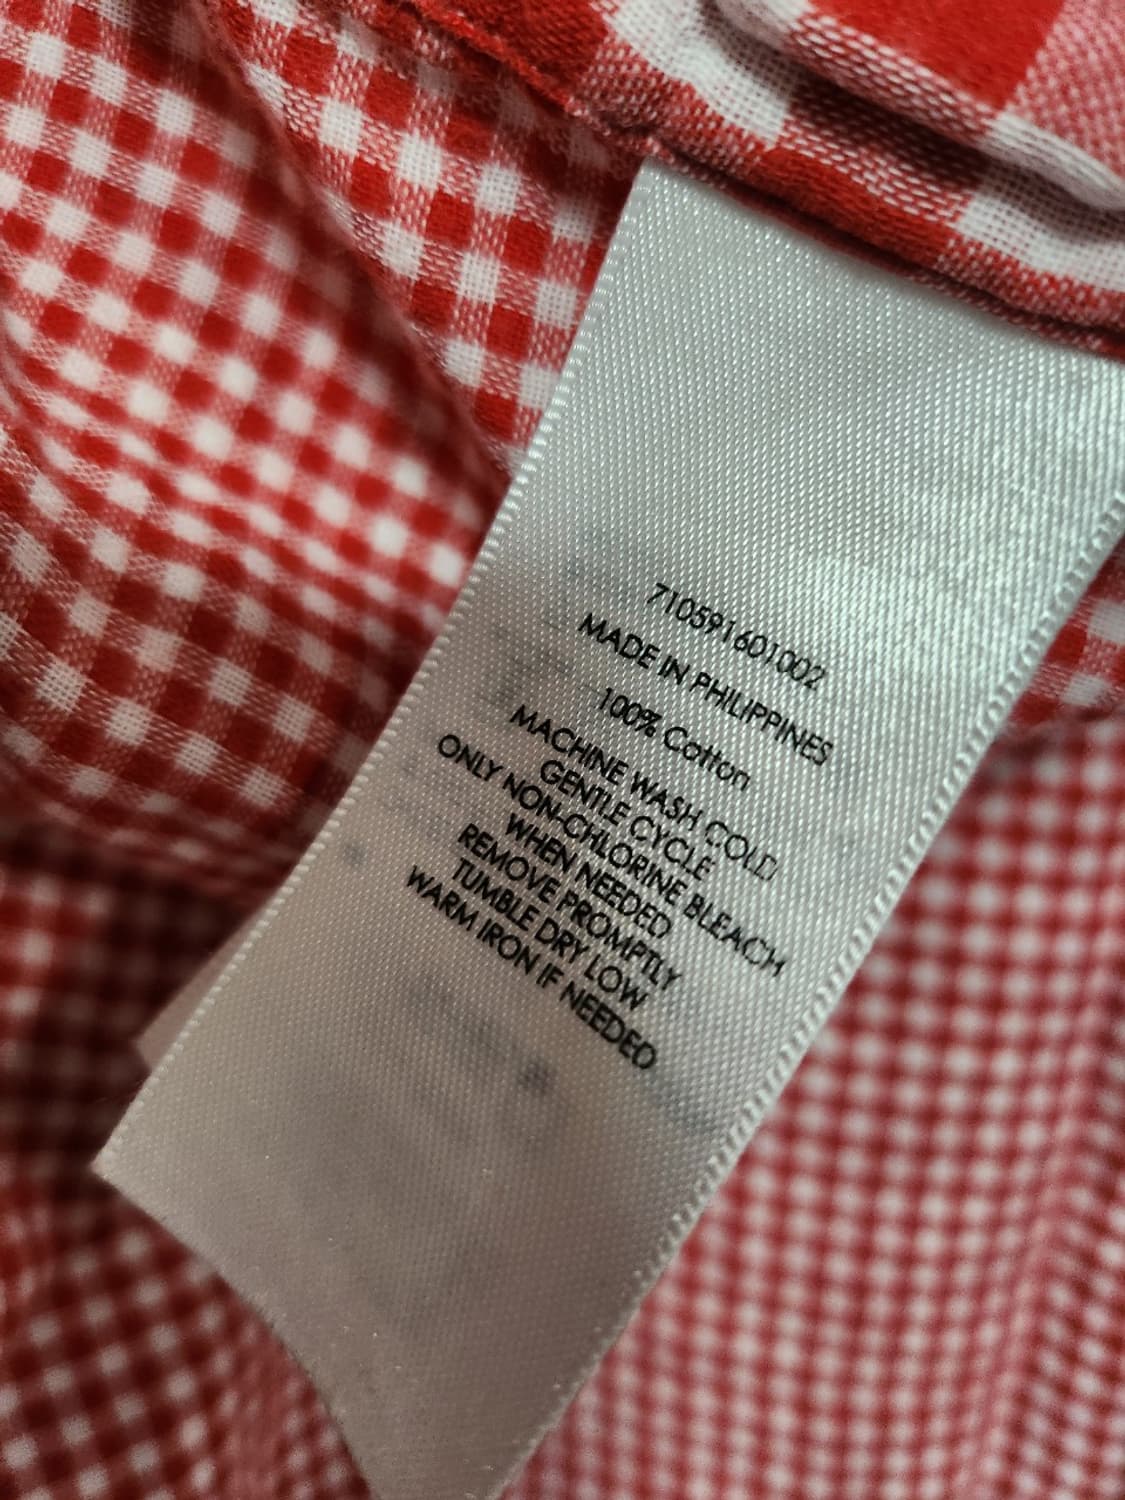 710591601002
MADE IN PHILIPPINES
100% Cotton
MACHINE WASH COLD
GENTLE CYCLE
ONLY NON-CHLORINE BLEACH
WHEN NEEDED
REMOVE PROMPTLY
TUMBLE DRY LOW
WARM IRON IF NEEDED